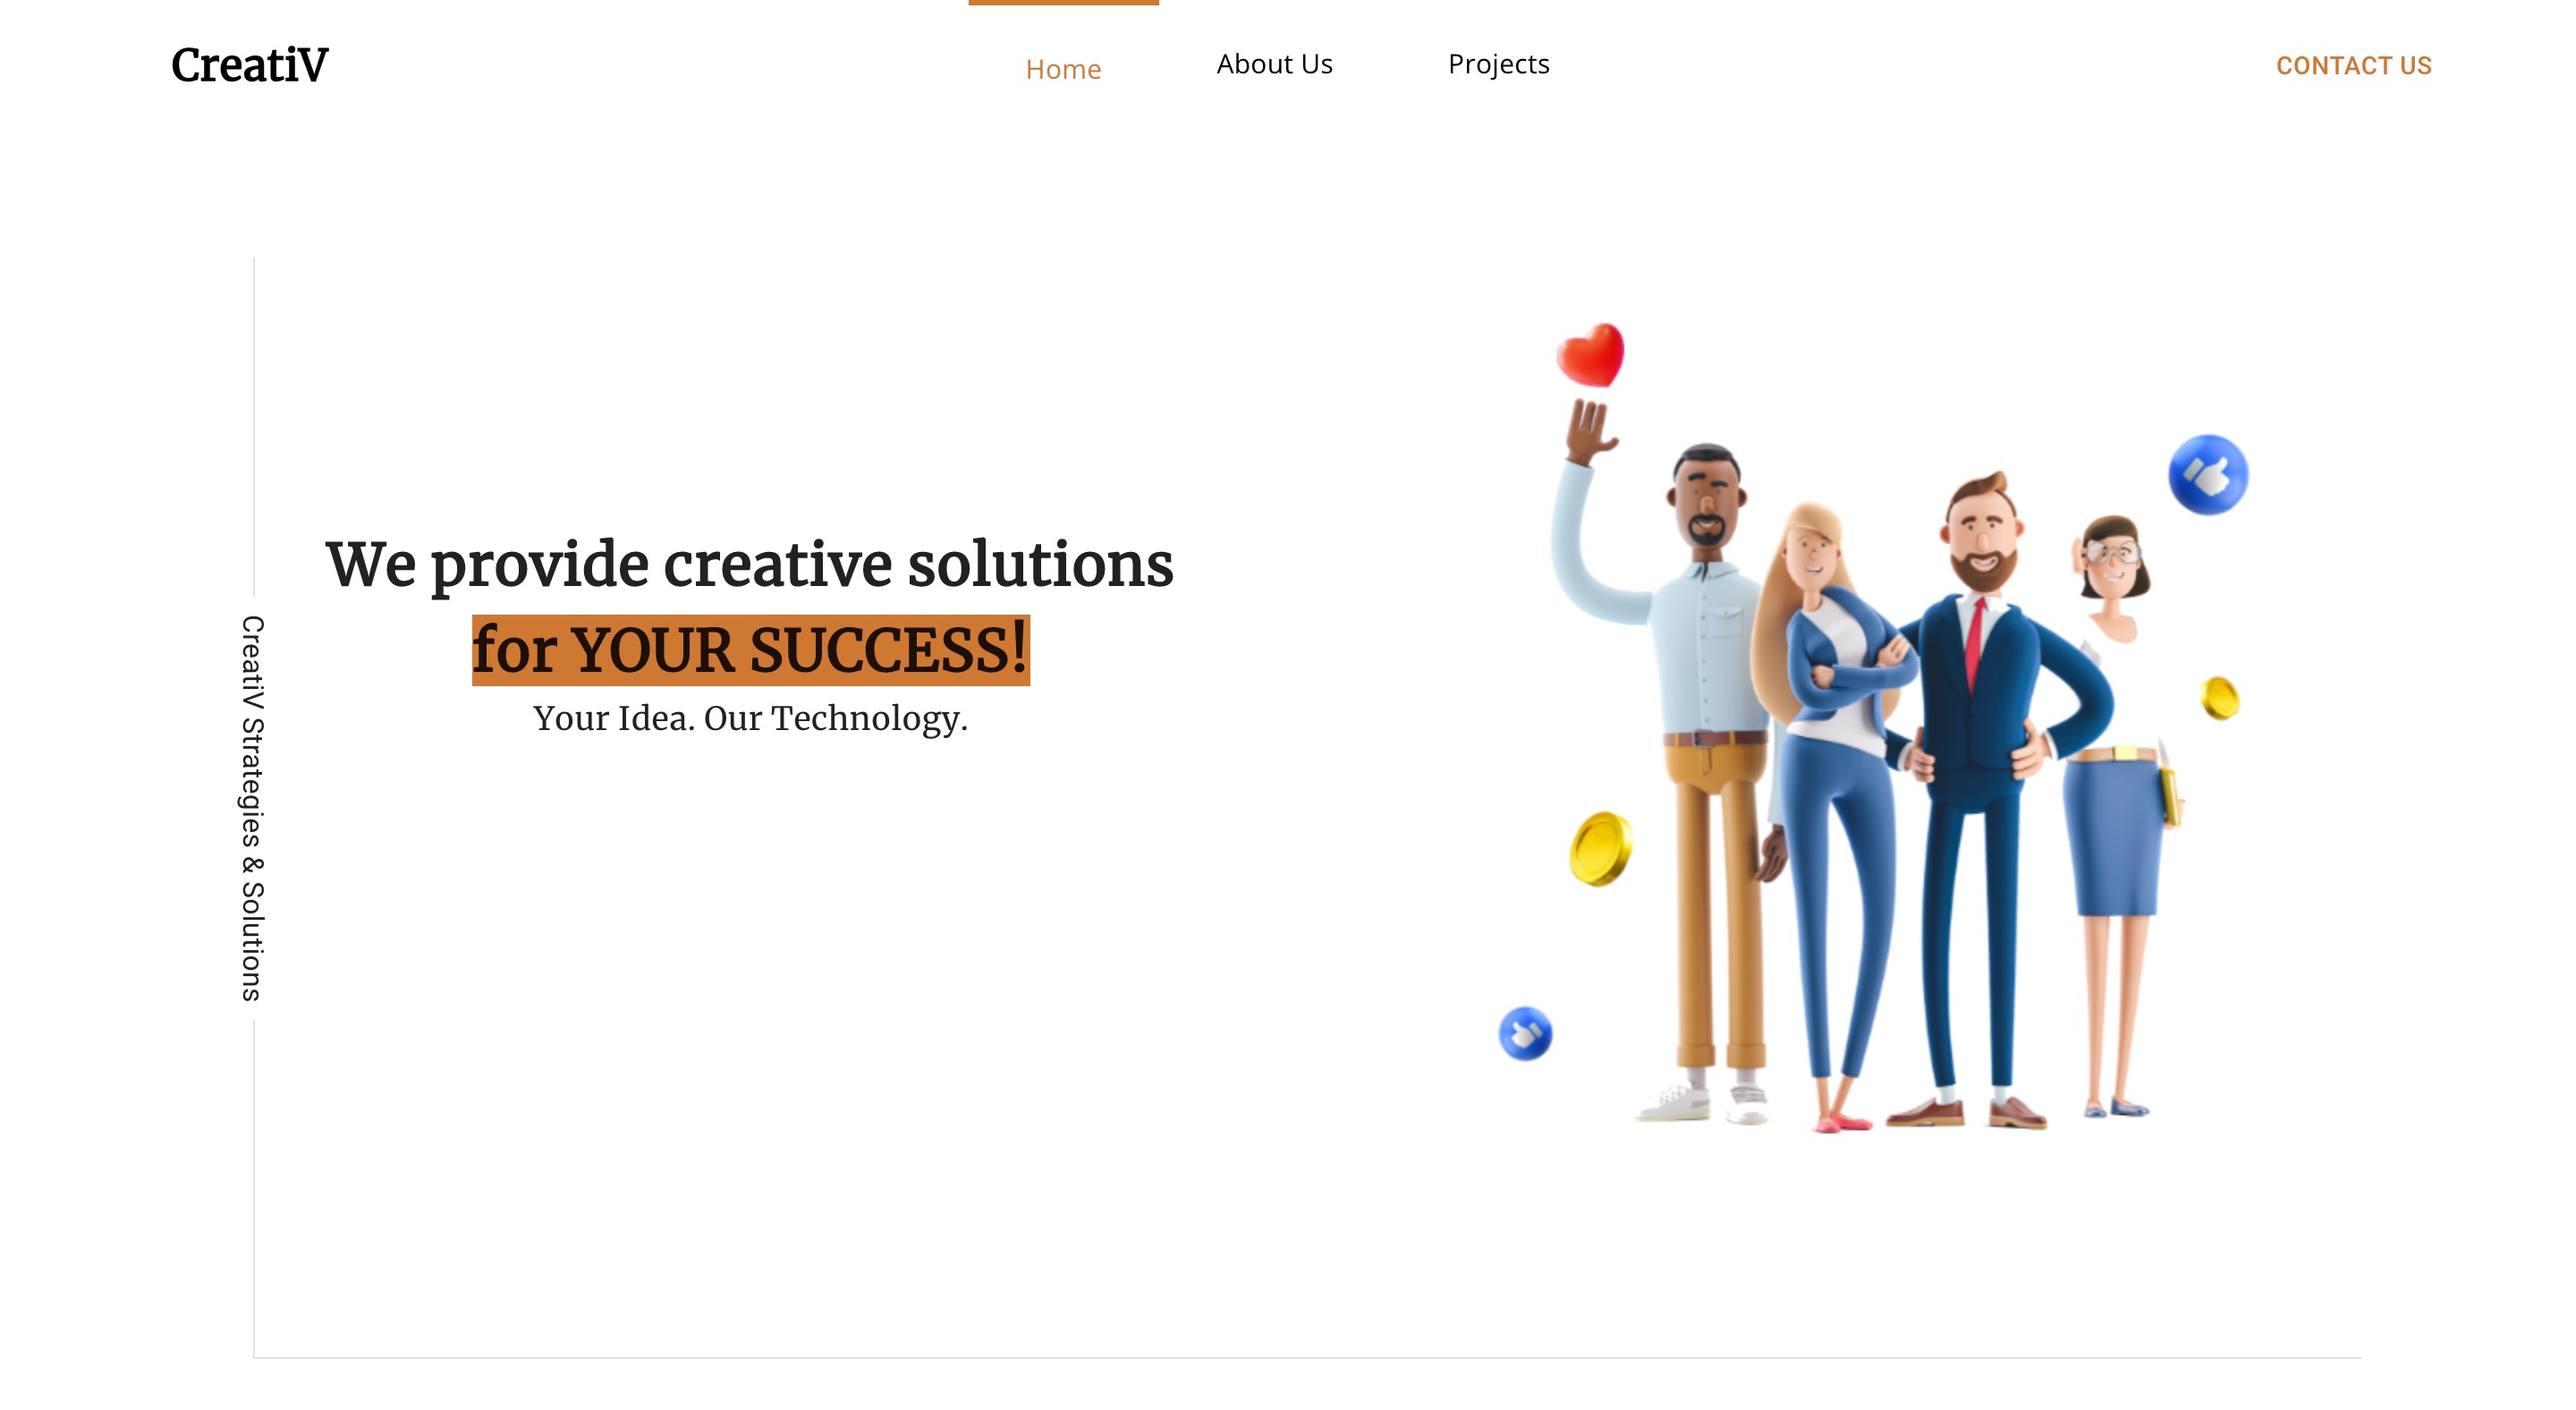 CreatiV
Home
About Us
Projects
CONTACT US
CreatiV Strategies & Solutions
We provide creative solutions
for YOUR SUCCESS!
Your Idea. Our Technology.